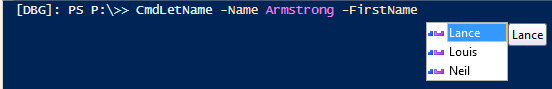 [DBG]: PS P:\>> CmdLetName -Name Armstrong -FirstName
Lance Lance
Louis
Neil